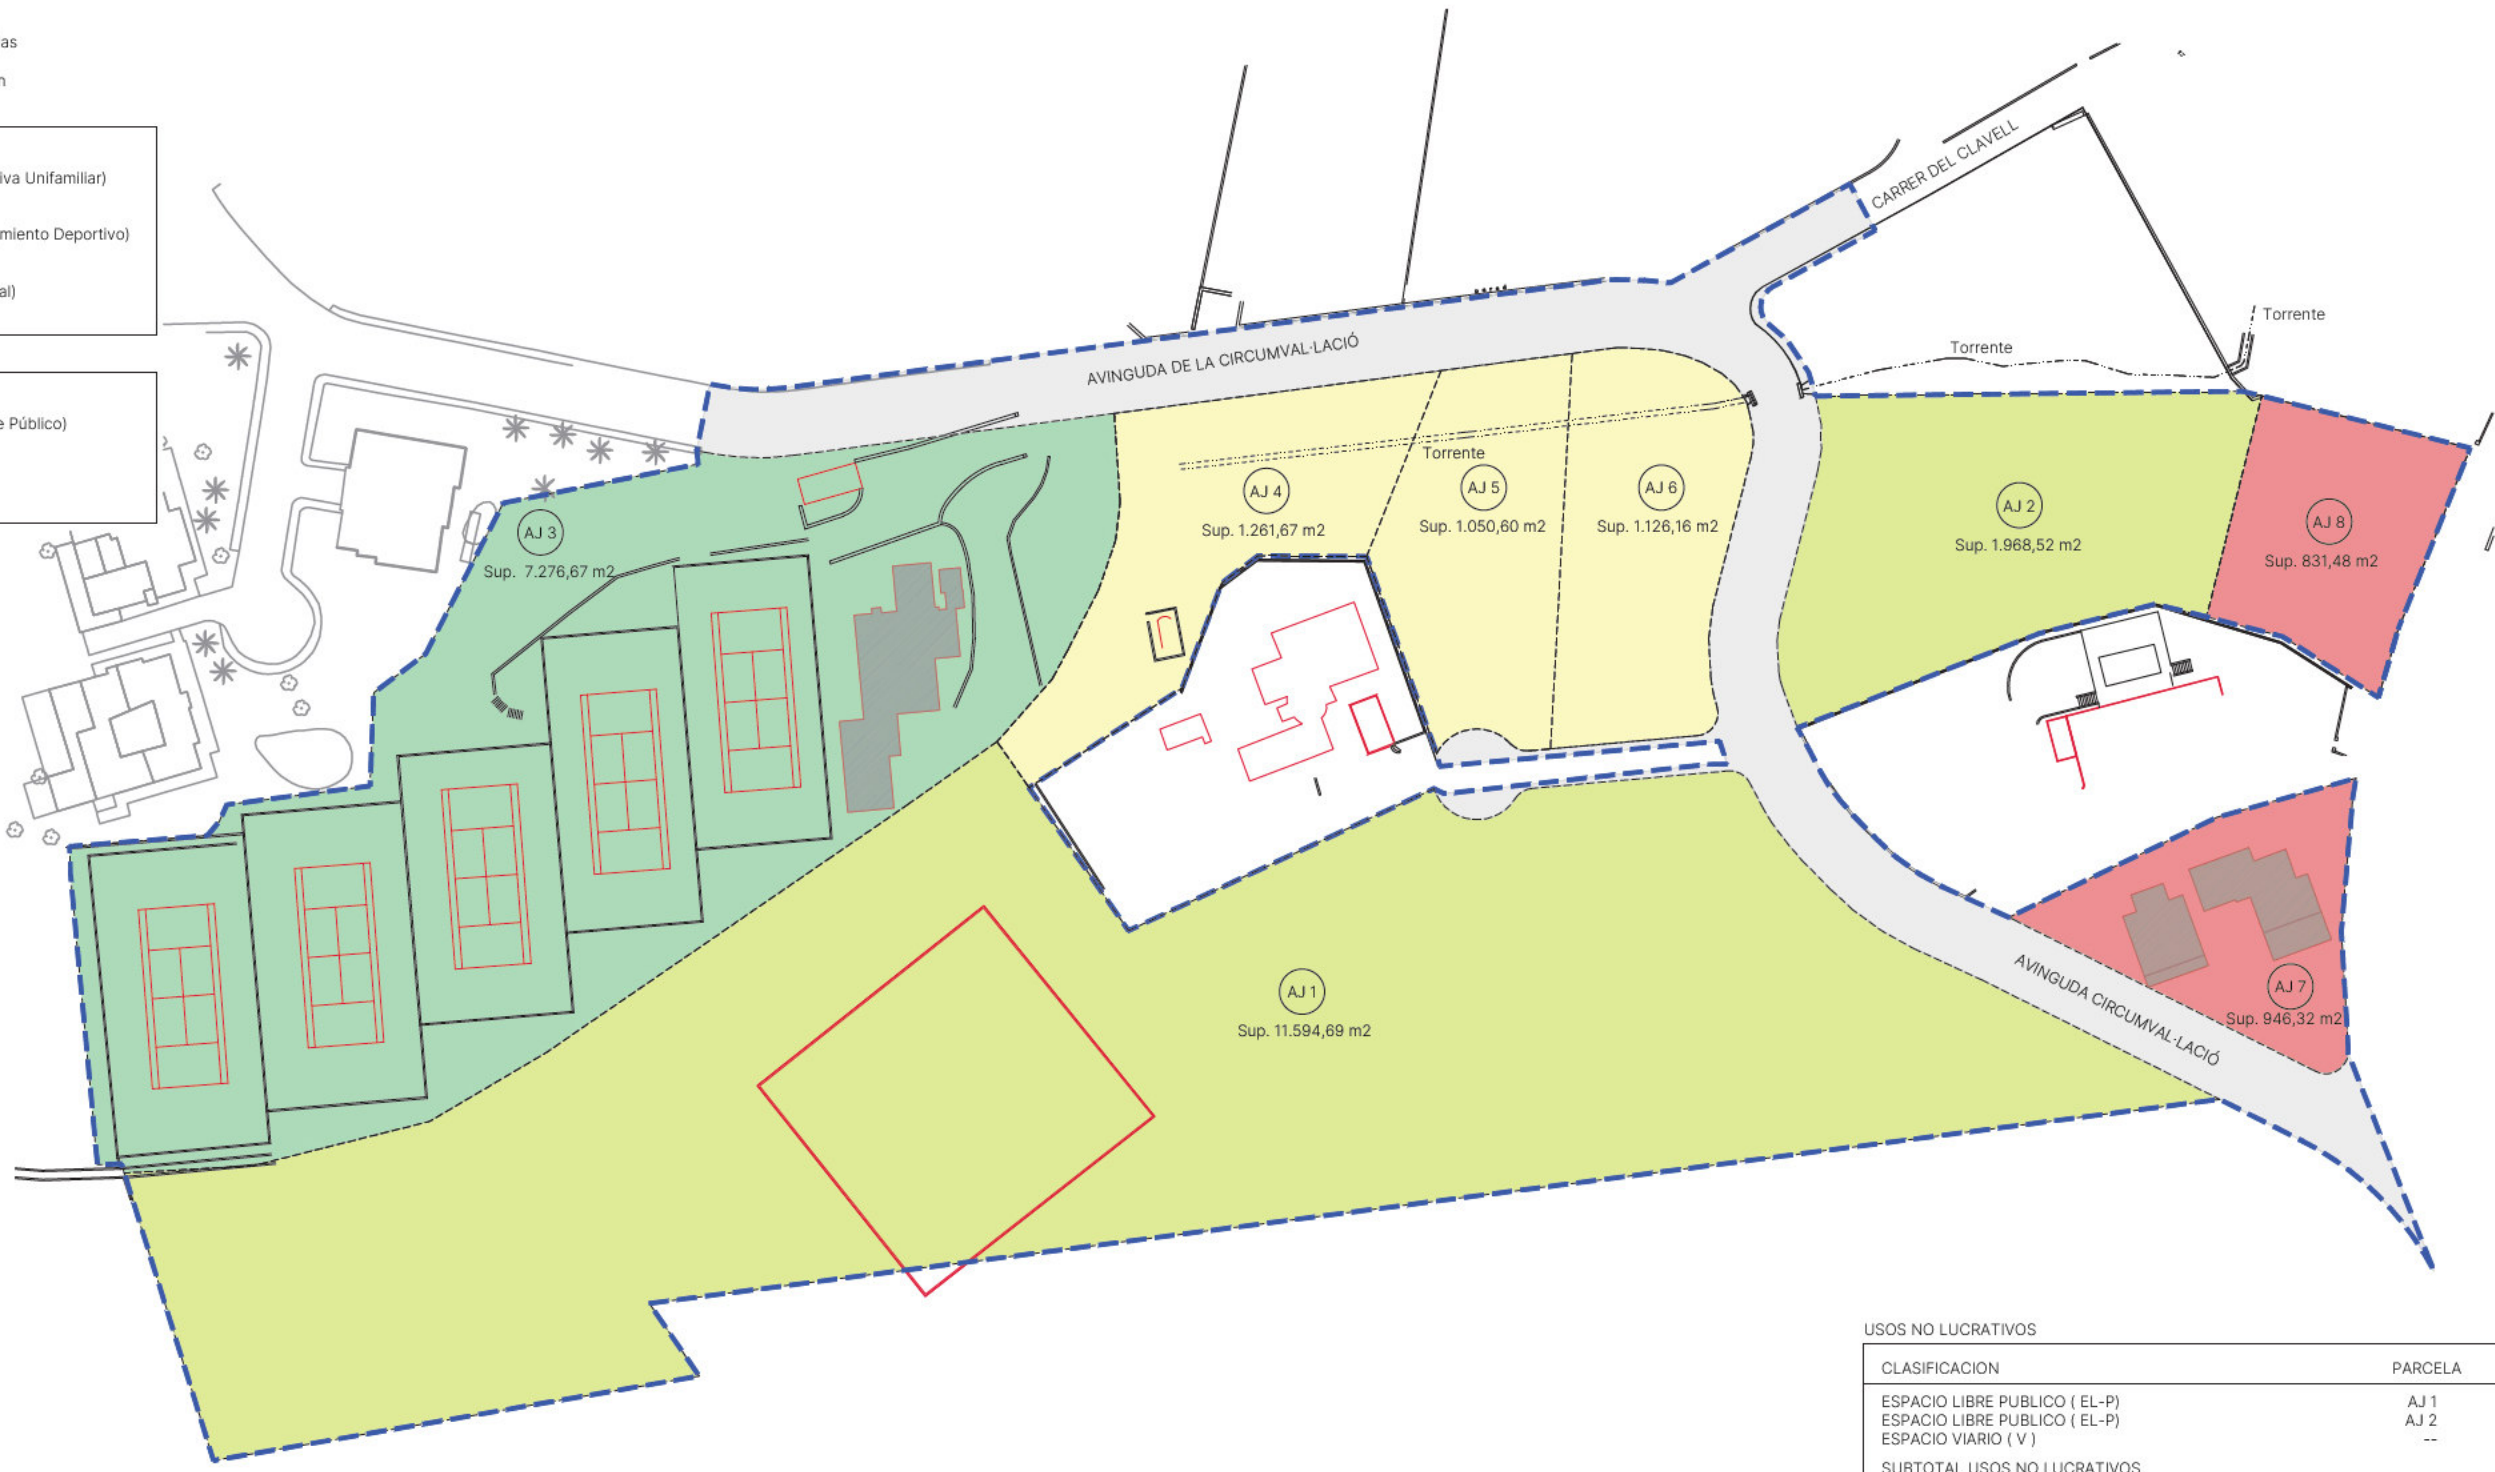 as
n
iva Unifamiliar)
miento Deportivo)
al)
e Público)
CARRER DEL CLAVELL
AVINGUDA DE LA CIRCUMVAL·LACIÓ
Torrente
Torrente
Torrente
AJ 3
Sup. 7.276,67 m2
AJ 4
Sup. 1.261,67 m2
AJ 5
Sup. 1.050,60 m2
AJ 6
Sup. 1.126,16 m2
AJ 2
Sup. 1.968,52 m2
AJ 8
Sup. 831,48 m2
AJ 1
Sup. 11.594,69 m2
AJ 7
Sup. 946,32 m2
AVINGUDA CIRCUMVAL·LACIÓ
USOS NO LUCRATIVOS
CLASIFICACION PARCELA
ESPACIO LIBRE PUBLICO ( EL-P) AJ 1
ESPACIO LIBRE PUBLICO ( EL-P) AJ 2
ESPACIO VIARIO ( V ) --
SUBTOTAL USOS NO LUCRATIVOS